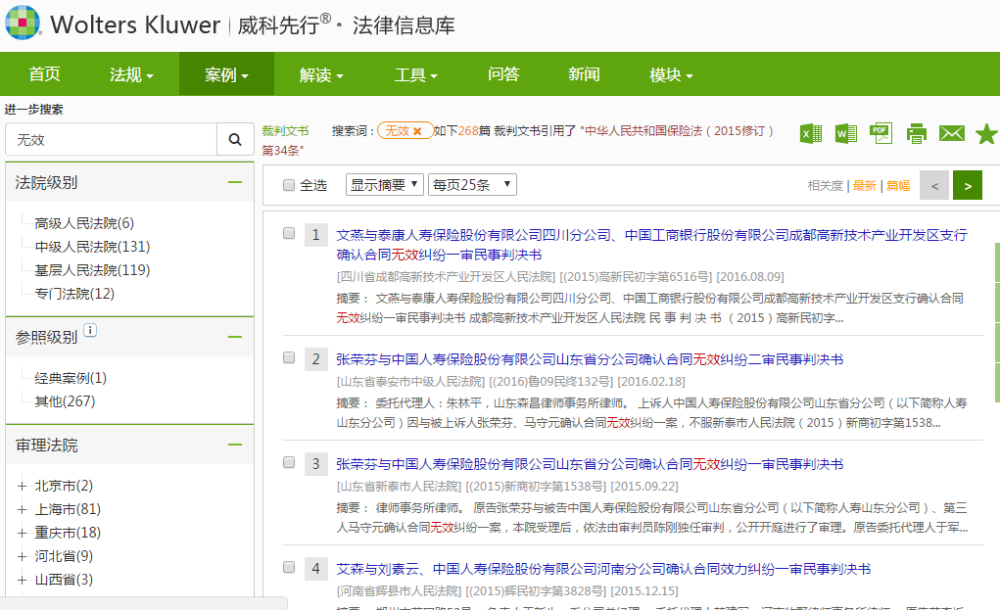 Wolters Kluwer | 威科先行®· 法律信息库
首页 法规 案例 解读 工具 问答 新闻 模块
进一步搜索
无效
法院级别
高级人民法院(6)
中级人民法院(131)
基层人民法院(119)
专门法院(12)
参照级别
经典案例(1)
其他(267)
审理法院
北京市(2)
上海市(81)
重庆市(18)
河北省(9)
山西省(3)
裁判文书 搜索词：无效 × 如下268篇 裁判文书引用了 "中华人民共和国保险法（2015修订）
第34条"
全选 显示摘要 每页25条 相关度 | 最新 | 篇幅 < >
1 文燕与泰康人寿保险股份有限公司四川分公司、中国工商银行股份有限公司成都高新技术产业开发区支行
确认合同无效纠纷一审民事判决书
[四川省成都高新技术产业开发区人民法院] [(2015)高新民初字第6516号] [2016.08.09]
摘要： 文燕与泰康人寿保险股份有限公司四川分公司、中国工商银行股份有限公司成都高新技术产业开发区支行确认合同
无效纠纷一审民事判决书 成都高新技术产业开发区人民法院 民 事 判 决 书 （2015）高新民初字...
2 张荣芬与中国人寿保险股份有限公司山东省分公司确认合同无效纠纷二审民事判决书
[山东省泰安市中级人民法院] [(2016)鲁09民终132号] [2016.02.18]
摘要： 委托代理人：朱林平，山东森昌律师事务所律师。 上诉人中国人寿保险股份有限公司山东省分公司（以下简称人寿
山东分公司）因与被上诉人张荣芬、马守元确认合同无效纠纷一案，不服新泰市人民法院（2015）新商初字第1538...
3 张荣芬与中国人寿保险股份有限公司山东省分公司确认合同无效纠纷一审民事判决书
[山东省新泰市人民法院] [(2015)新商初字第1538号] [2015.09.22]
摘要： 律师事务所律师。 原告张荣芬与被告中国人寿保险股份有限公司山东省分公司（以下简称人寿山东分公司）、第三
人马守元确认合同无效纠纷一案，本院受理后，依法由审判员陈刚独任审判，公开开庭进行了审理。原告委托代理人于军...
4 艾森与刘素云、中国人寿保险股份有限公司河南分公司确认合同效力纠纷一审民事判决书
[河南省辉县市人民法院] [(2015)辉民初字第3828号] [2015.12.15]